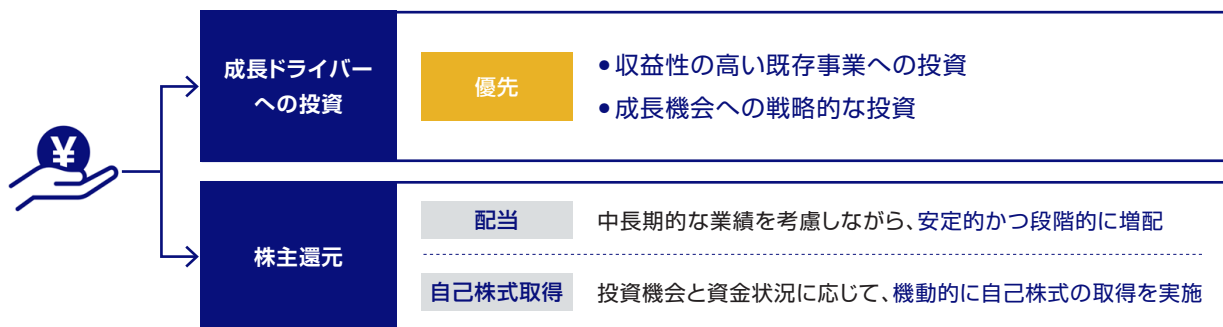 ¥
成長ドライバー
への投資
優先
•収益性の高い既存事業への投資
•成長機会への戦略的な投資
株主還元
配当
中長期的な業績を考慮しながら、安定的かつ段階的に増配
自己株式取得
投資機会と資金状況に応じて、機動的に自己株式の取得を実施